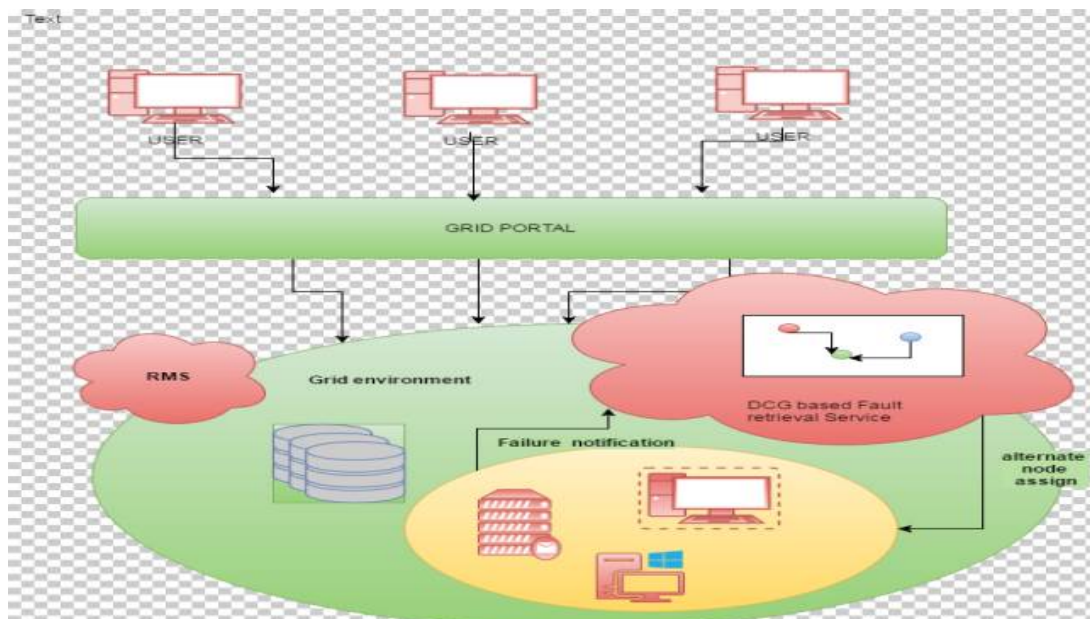 Text
USER
USER
USER
GRID PORTAL
RMS
Grid environment
DCG based Fault
retrieval Service
Failure notification
alternate
node
assign